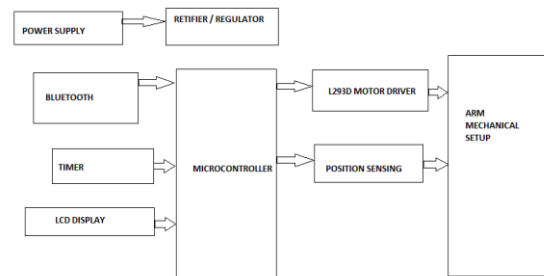 POWER SUPPLY
RETIFIER / REGULATOR
BLUETOOTH
L293D MOTOR DRIVER
ARM
MECHANICAL
SETUP
TIMER
MICROCONTROLLER
POSITION SENSING
LCD DISPLAY